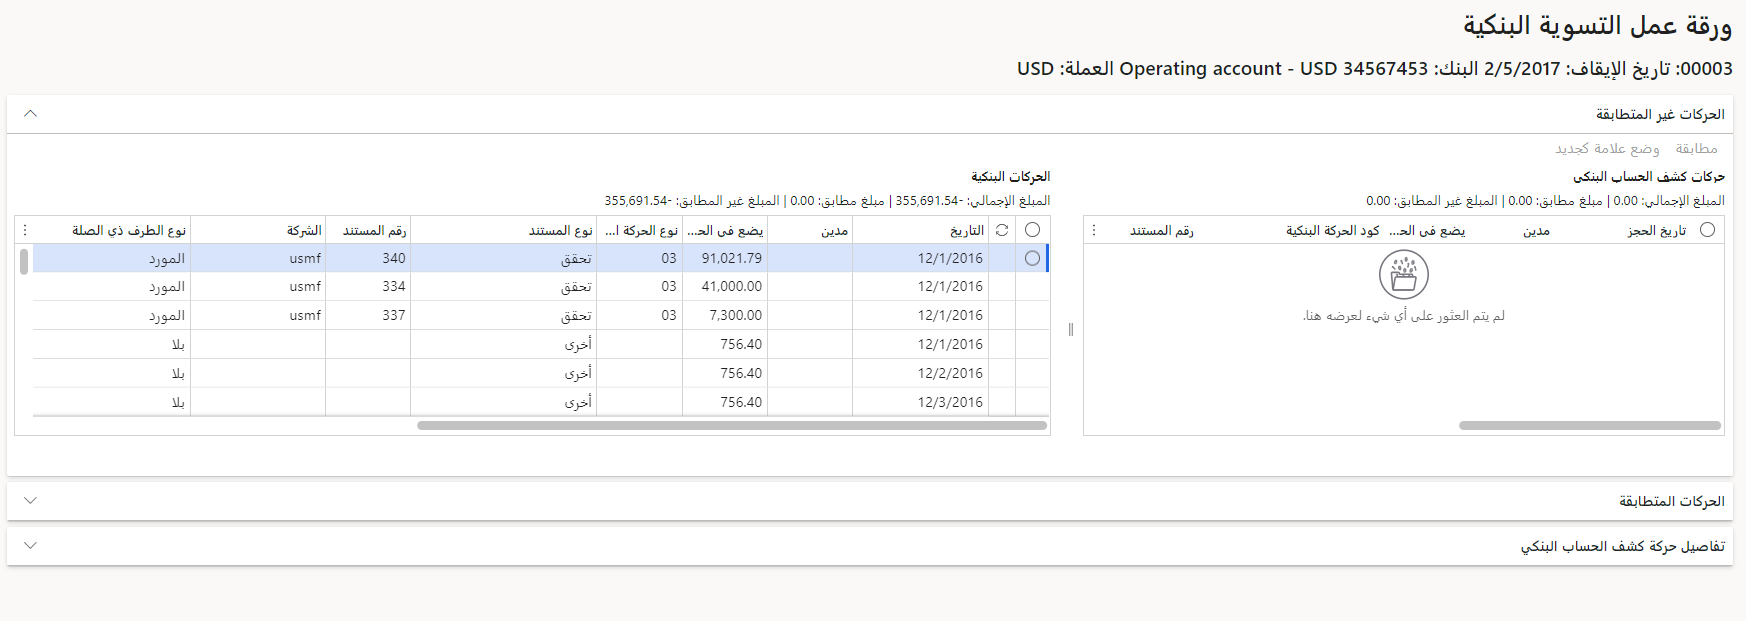 ورقة عمل التسوية البنكية
00003: تاريخ الإيقاف: 2/5/2017 البنك: Operating account - USD 34567453 العملة: USD
الحركات غير المتطابقة
مطابقة وضع علامة كجديد
حركات كشف الحساب البنكي
المبلغ الإجمالي: 0.00 | مبلغ مطابق: 0.00 | المبلغ غير المطابق: 0.00
تاريخ الحجز مدين يضع في الح... كود الحركة البنكية رقم المستند
لم يتم العثور على أي شيء لعرضه هنا.
الحركات البنكية
المبلغ الإجمالي: -355,691.54 | مبلغ مطابق: 0.00 | المبلغ غير المطابق: -355,691.54
التاريخ مدين يضع في الح... نوع الحركة ا... نوع المستند رقم المستند الشركة نوع الطرف ذي الصلة
12/1/2016 91,021.79 03 تحقق 340 usmf المورد
12/1/2016 41,000.00 03 تحقق 334 usmf المورد
12/1/2016 7,300.00 03 تحقق 337 usmf المورد
12/1/2016 756.40 أخرى بلا
12/2/2016 756.40 أخرى بلا
12/3/2016 756.40 أخرى بلا
الحركات المتطابقة
تفاصيل حركة كشف الحساب البنكي